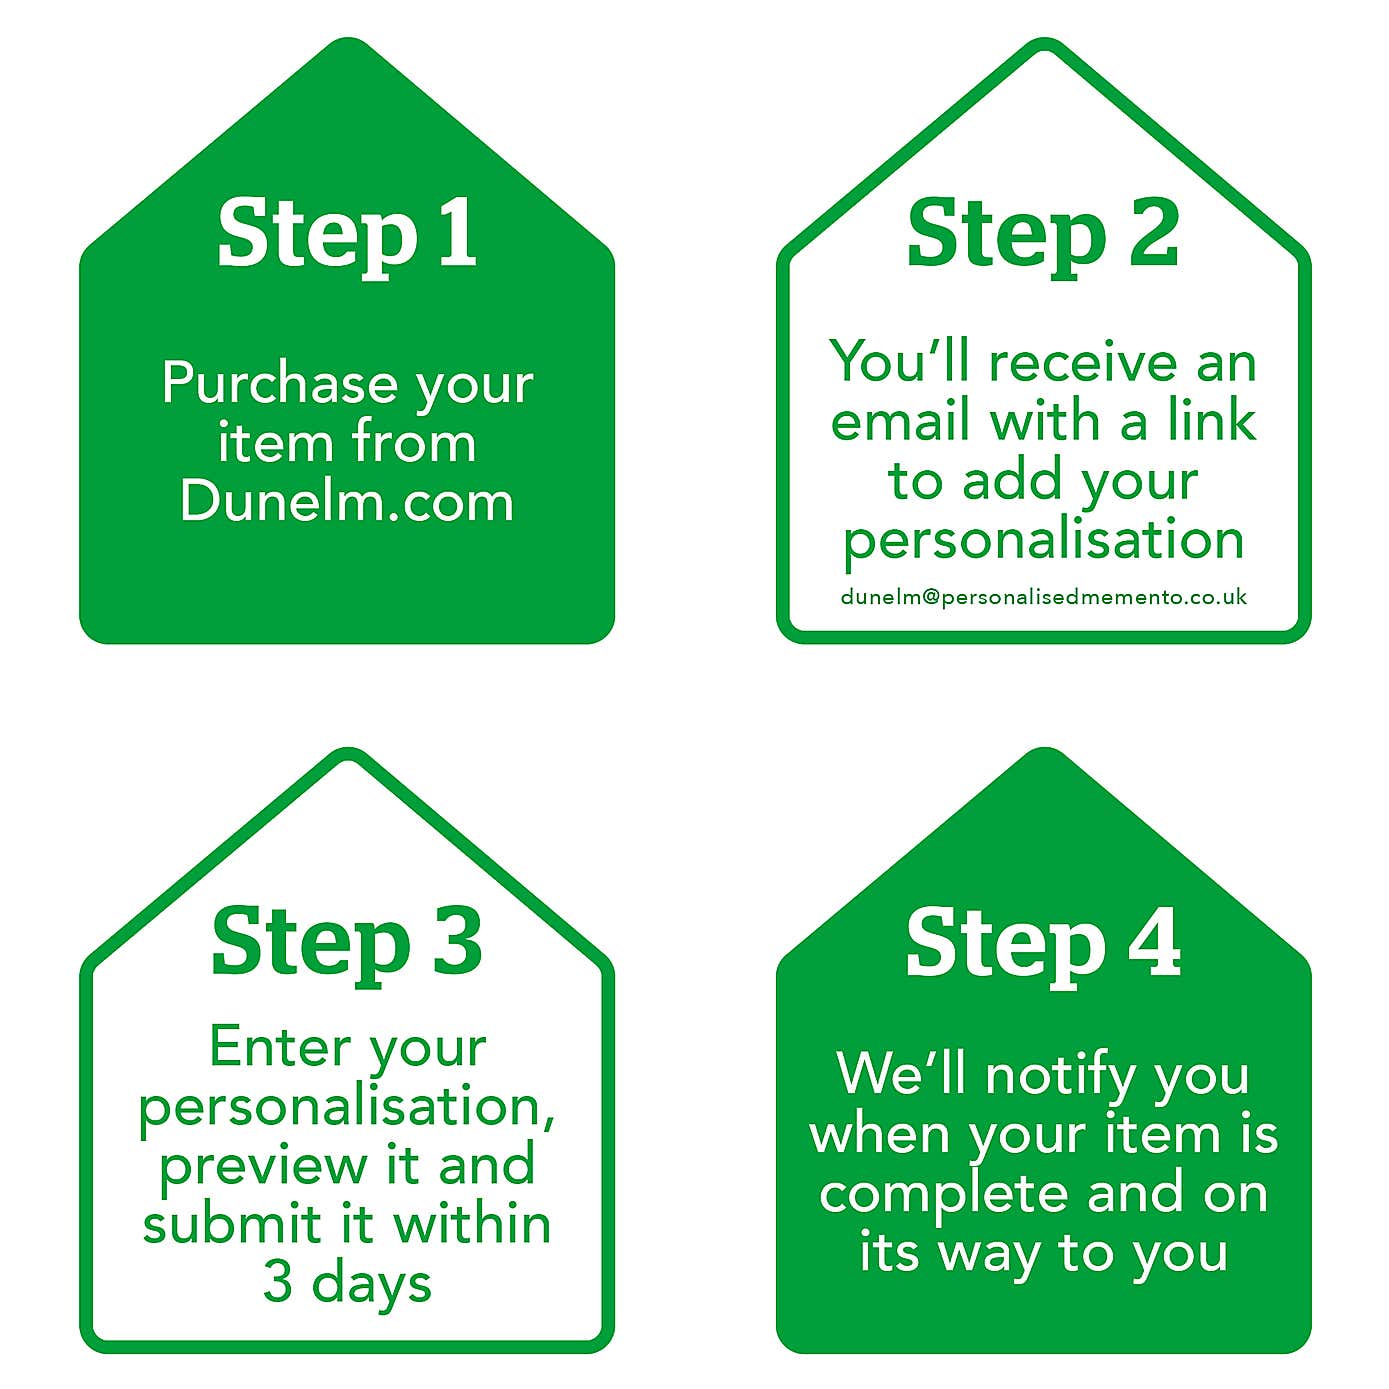 Step 1
Purchase your
item from
Dunelm.com
Step 2
You’ll receive an
email with a link
to add your
personalisation
dunelm@personalisedmemento.co.uk
Step 3
Enter your
personalisation,
preview it and
submit it within
3 days
Step 4
We’ll notify you
when your item is
complete and on
its way to you